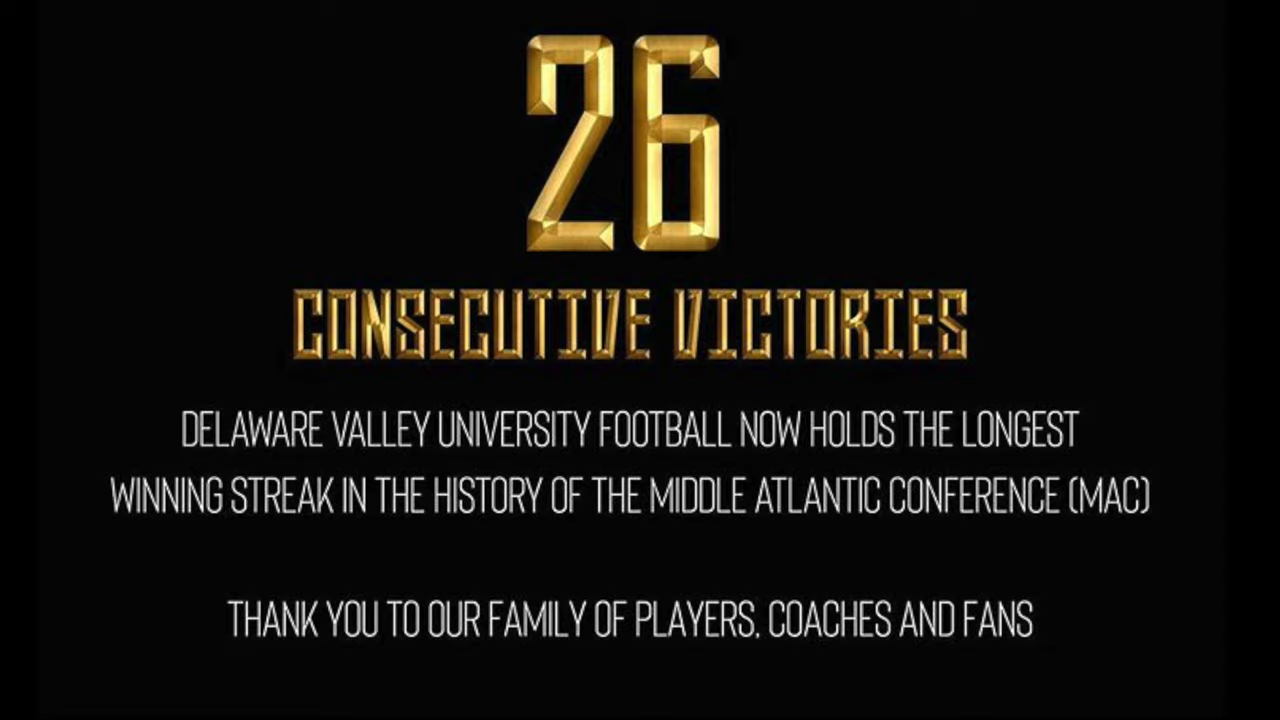 26
CONSECUTIVE VICTORIES
DELAWARE VALLEY UNIVERSITY FOOTBALL NOW HOLDS THE LONGEST
WINNING STREAK IN THE HISTORY OF THE MIDDLE ATLANTIC CONFERENCE (MAC)
THANK YOU TO OUR FAMILY OF PLAYERS, COACHES AND FANS